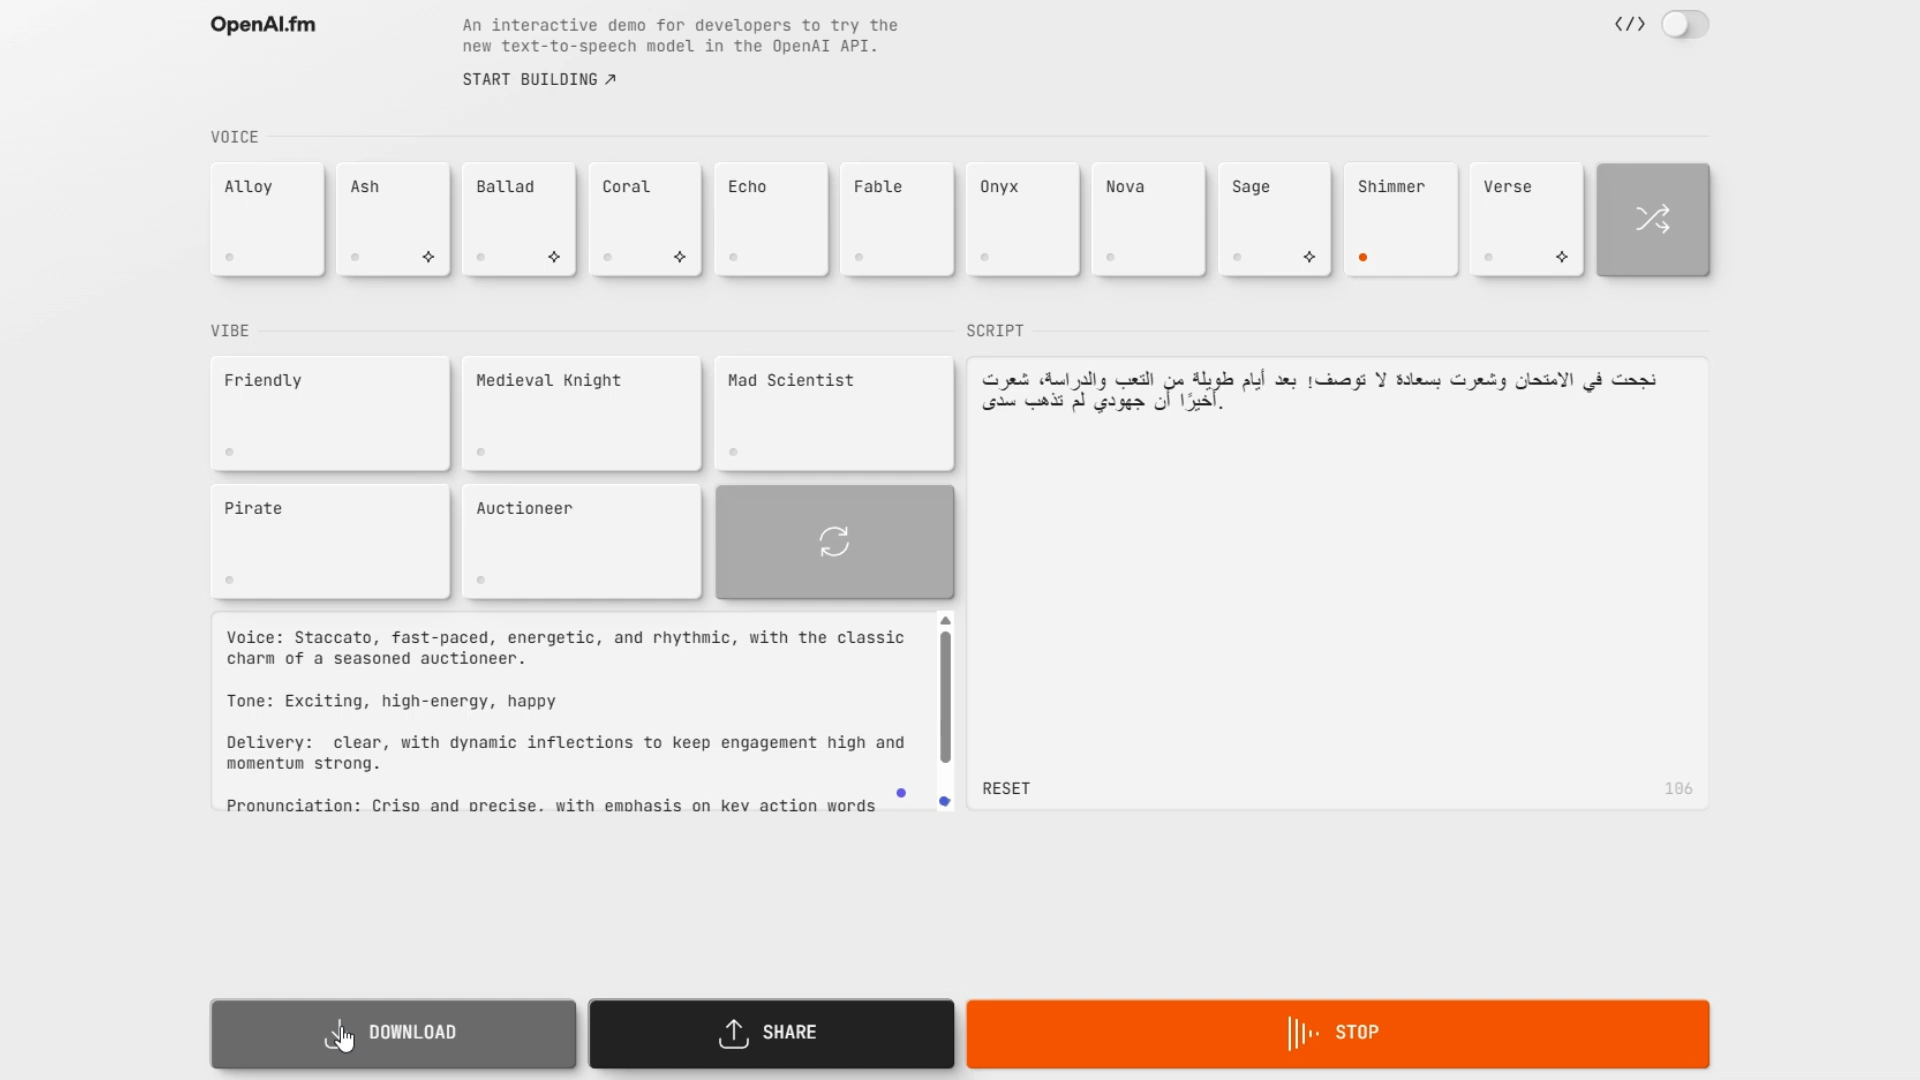 OpenAI.fm
An interactive demo for developers to try the
new text-to-speech model in the OpenAI API.
START BUILDING ↗
</>
VOICE
Alloy
Ash
Ballad
Coral
Echo
Fable
Onyx
Nova
Sage
Shimmer
Verse
VIBE
Friendly
Medieval Knight
Mad Scientist
Pirate
Auctioneer
Voice: Staccato, fast-paced, energetic, and rhythmic, with the classic
charm of a seasoned auctioneer.
Tone: Exciting, high-energy, happy
Delivery:  clear, with dynamic inflections to keep engagement high and
momentum strong.
Pronunciation: Crisp and precise, with emphasis on key action words
SCRIPT
نجحت في الامتحان وشعرت بسعادة لا توصف! بعد أيام طويلة من التعب والدراسة، شعرت
أخيرًا أن جهودي لم تذهب سدى.
RESET
106
DOWNLOAD
SHARE
STOP